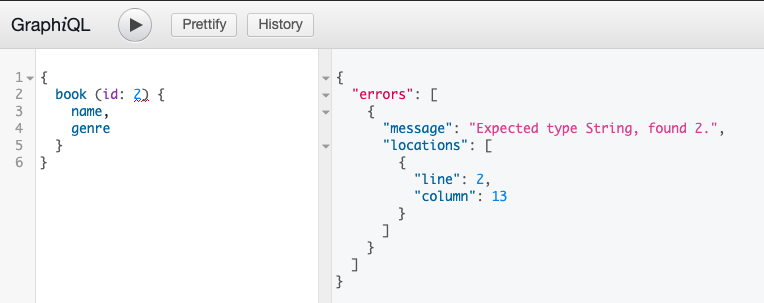 GraphiQL Prettify History
1 {
2 book (id: 2) {
3 name,
4 genre
5 }
6 }
{
"errors": [
{
"message": "Expected type String, found 2.",
"locations": [
{
"line": 2,
"column": 13
}
]
}
]
}